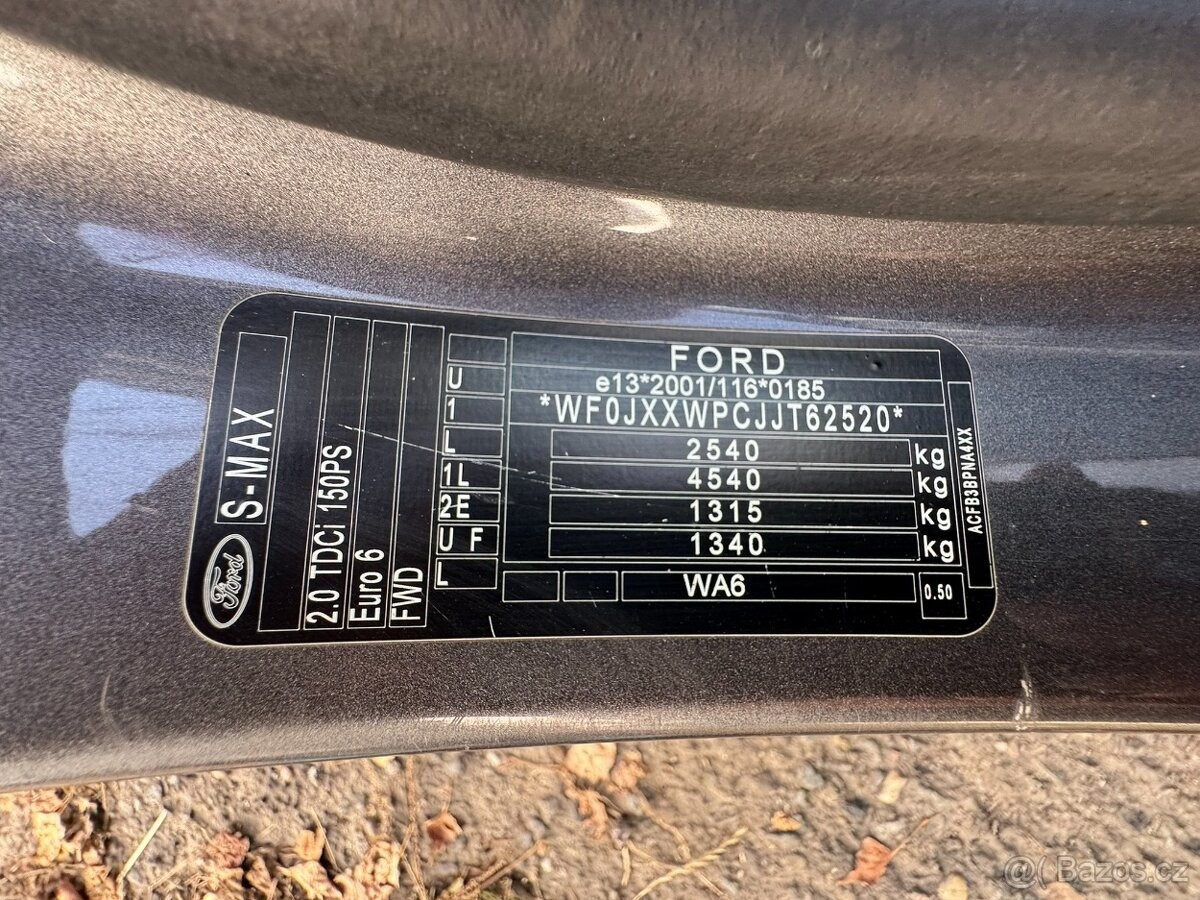 FORD
e13*2001/116*0185
*WF0JXXWPCJJT62520*
2540 kg
4540 kg
1315 kg
1340 kg
WA6
0.50
ACFB3BPNA4XX
U
1
L
1L
2E
U F
L
S-MAX
Ford
2.0 TDCi 150PS
Euro 6
FWD
@( Bazos.cz